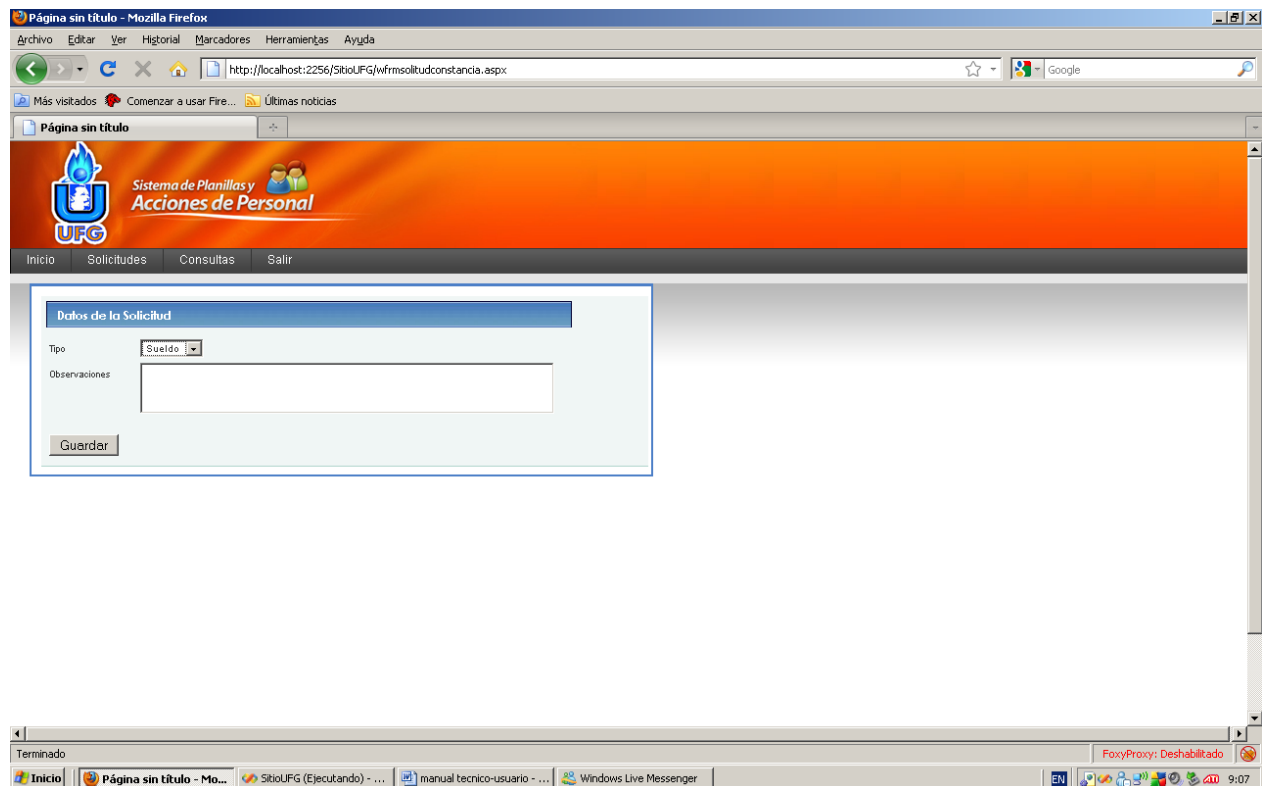 Página sin título - Mozilla Firefox
Archivo Editar Ver Historial Marcadores Herramientas Ayuda
http://localhost:2256/SitioUFG/wfrmsolitudconstancia.aspx
Google
Más visitados Comenzar a usar Fire... Últimas noticias
Página sin título
Sistema de Planillas y
Acciones de Personal
UFG
Inicio Solicitudes Consultas Salir
Datos de la Solicitud
Tipo Sueldo
Observaciones
Guardar
Terminado FoxyProxy: Deshabilitado
Inicio Página sin título - Mo... SitioUFG (Ejecutando) - ... manual tecnico-usuario - ... Windows Live Messenger EN 9:07